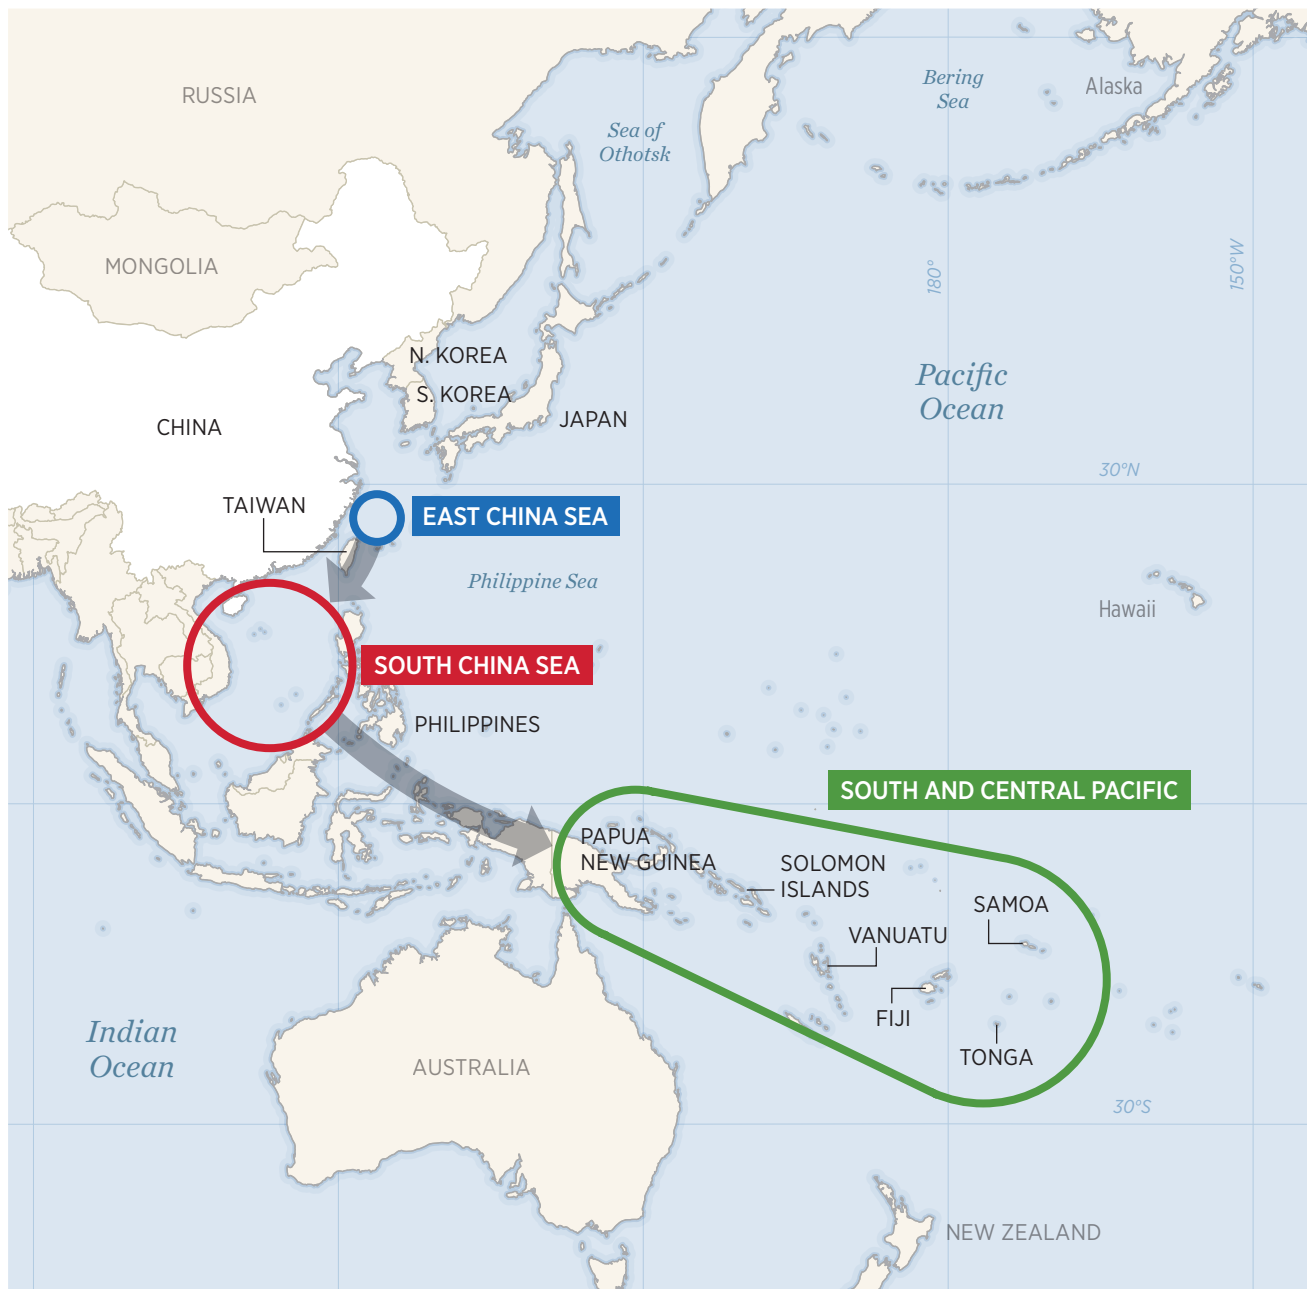 RUSSIA
Bering
Sea
Alaska
Sea of
Othotsk
MONGOLIA
180°
150°W
N. KOREA
S. KOREA
Pacific
Ocean
CHINA
JAPAN
30°N
TAIWAN
EAST CHINA SEA
Philippine Sea
Hawaii
SOUTH CHINA SEA
PHILIPPINES
SOUTH AND CENTRAL PACIFIC
PAPUA
NEW GUINEA
SOLOMON
ISLANDS
SAMOA
VANUATU
FIJI
Indian
Ocean
TONGA
AUSTRALIA
30°S
NEW ZEALAND